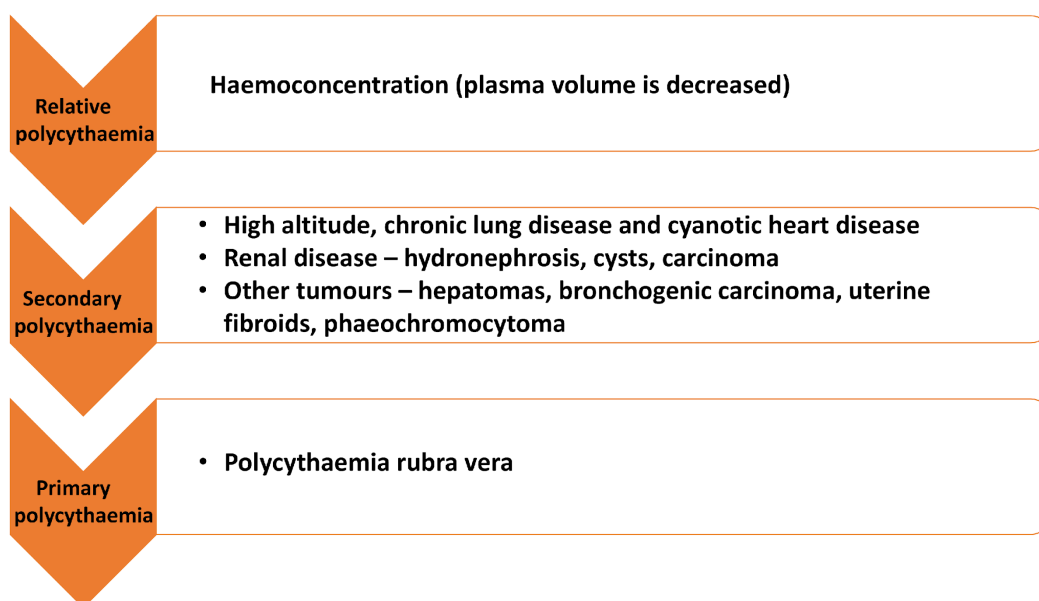 Relative
polycythaemia
Haemoconcentration (plasma volume is decreased)
Secondary
polycythaemia
• High altitude, chronic lung disease and cyanotic heart disease
• Renal disease – hydronephrosis, cysts, carcinoma
• Other tumours – hepatomas, bronchogenic carcinoma, uterine
fibroids, phaeochromocytoma
Primary
polycythaemia
• Polycythaemia rubra vera